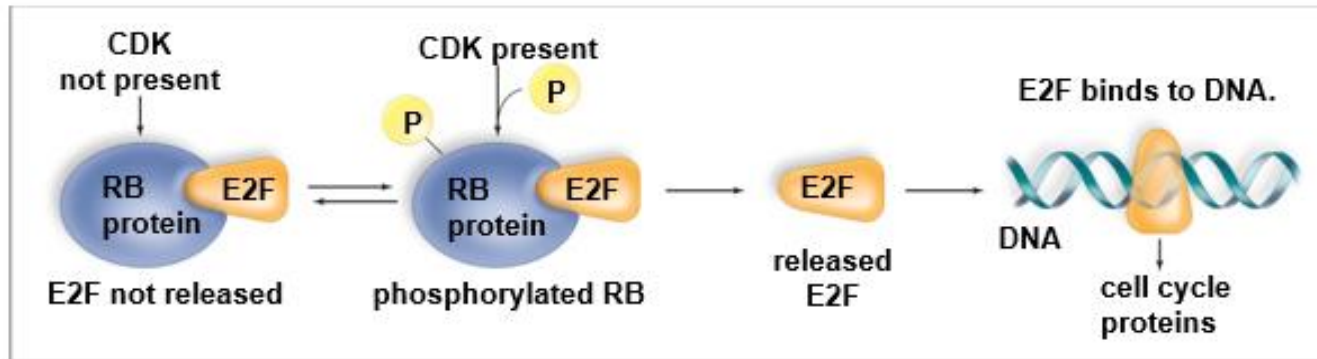 CDK
not present
RB
protein
E2F
E2F not released
CDK present
P
P
RB
protein
E2F
phosphorylated RB
E2F
released
E2F
E2F binds to DNA.
DNA
cell cycle
proteins